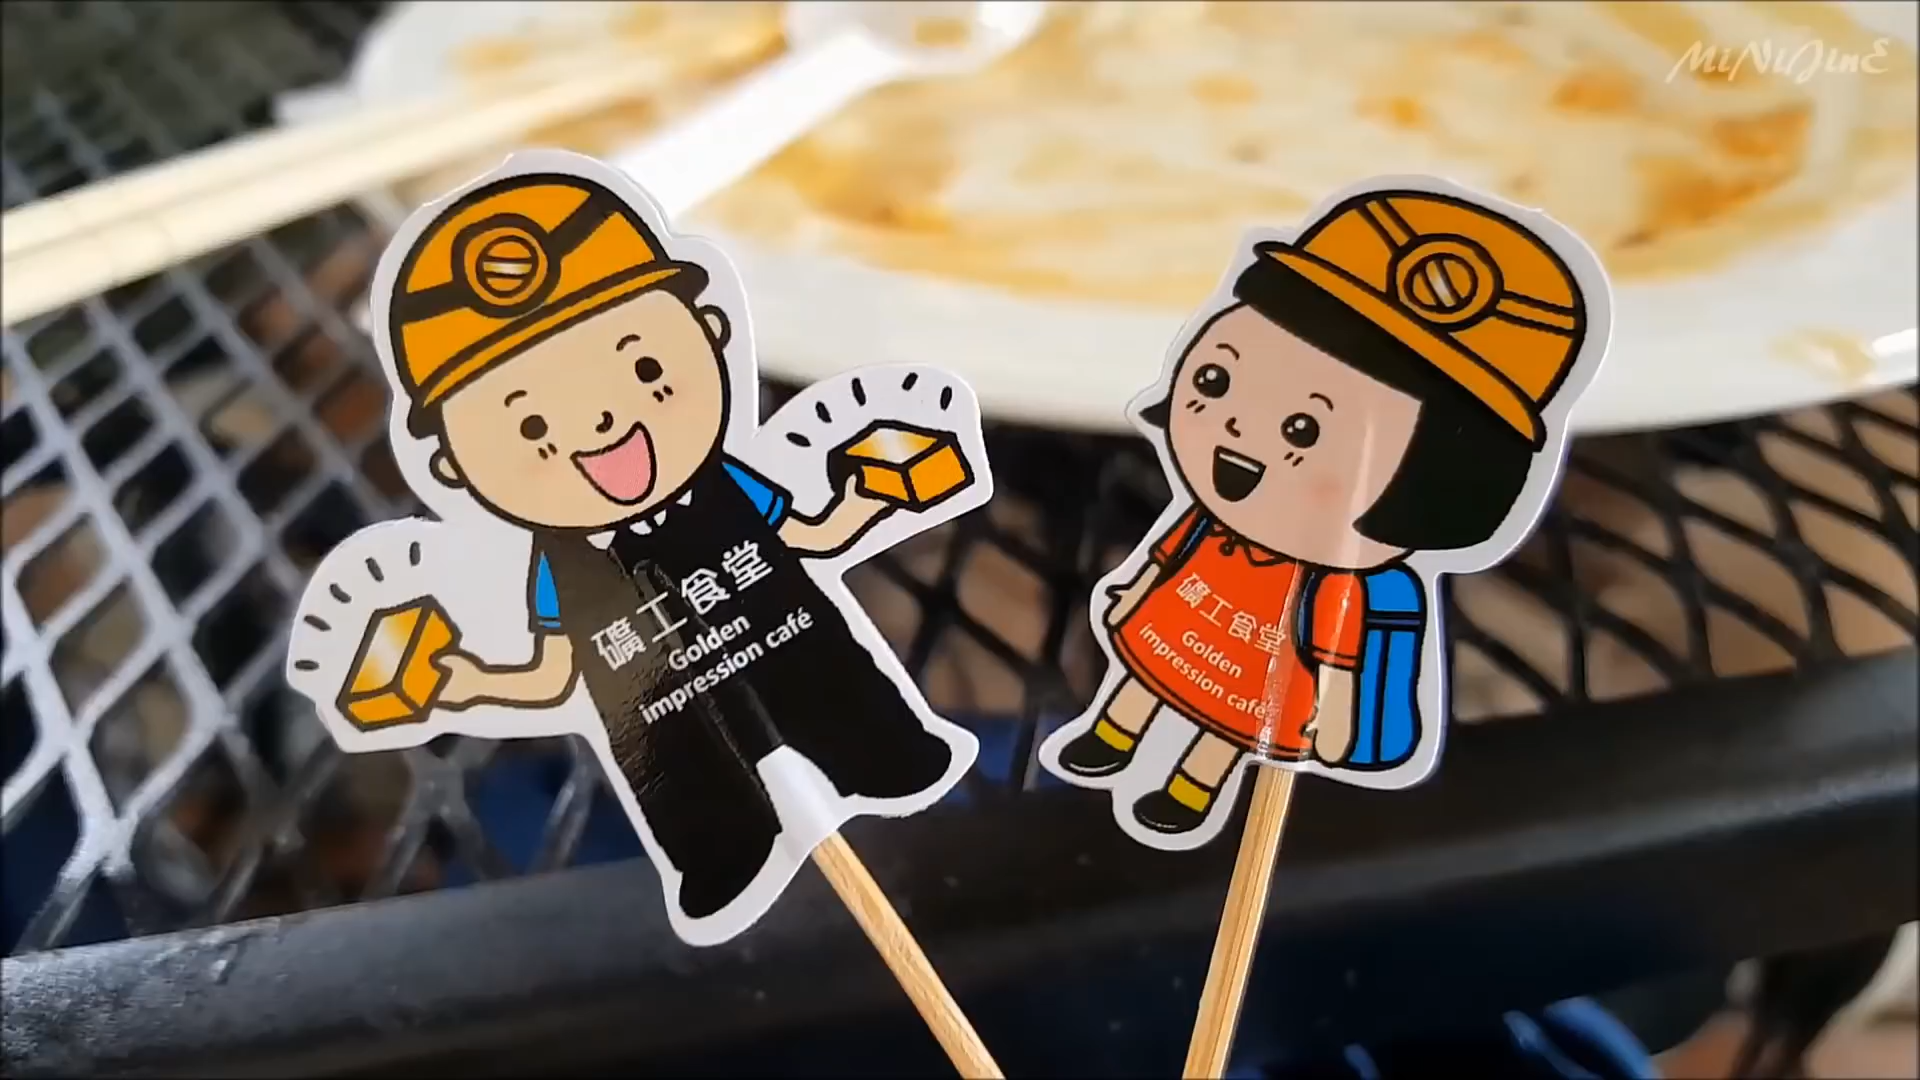 MiNiJinE
礦工食堂
Golden
impression café
礦工食堂
Golden
impression café